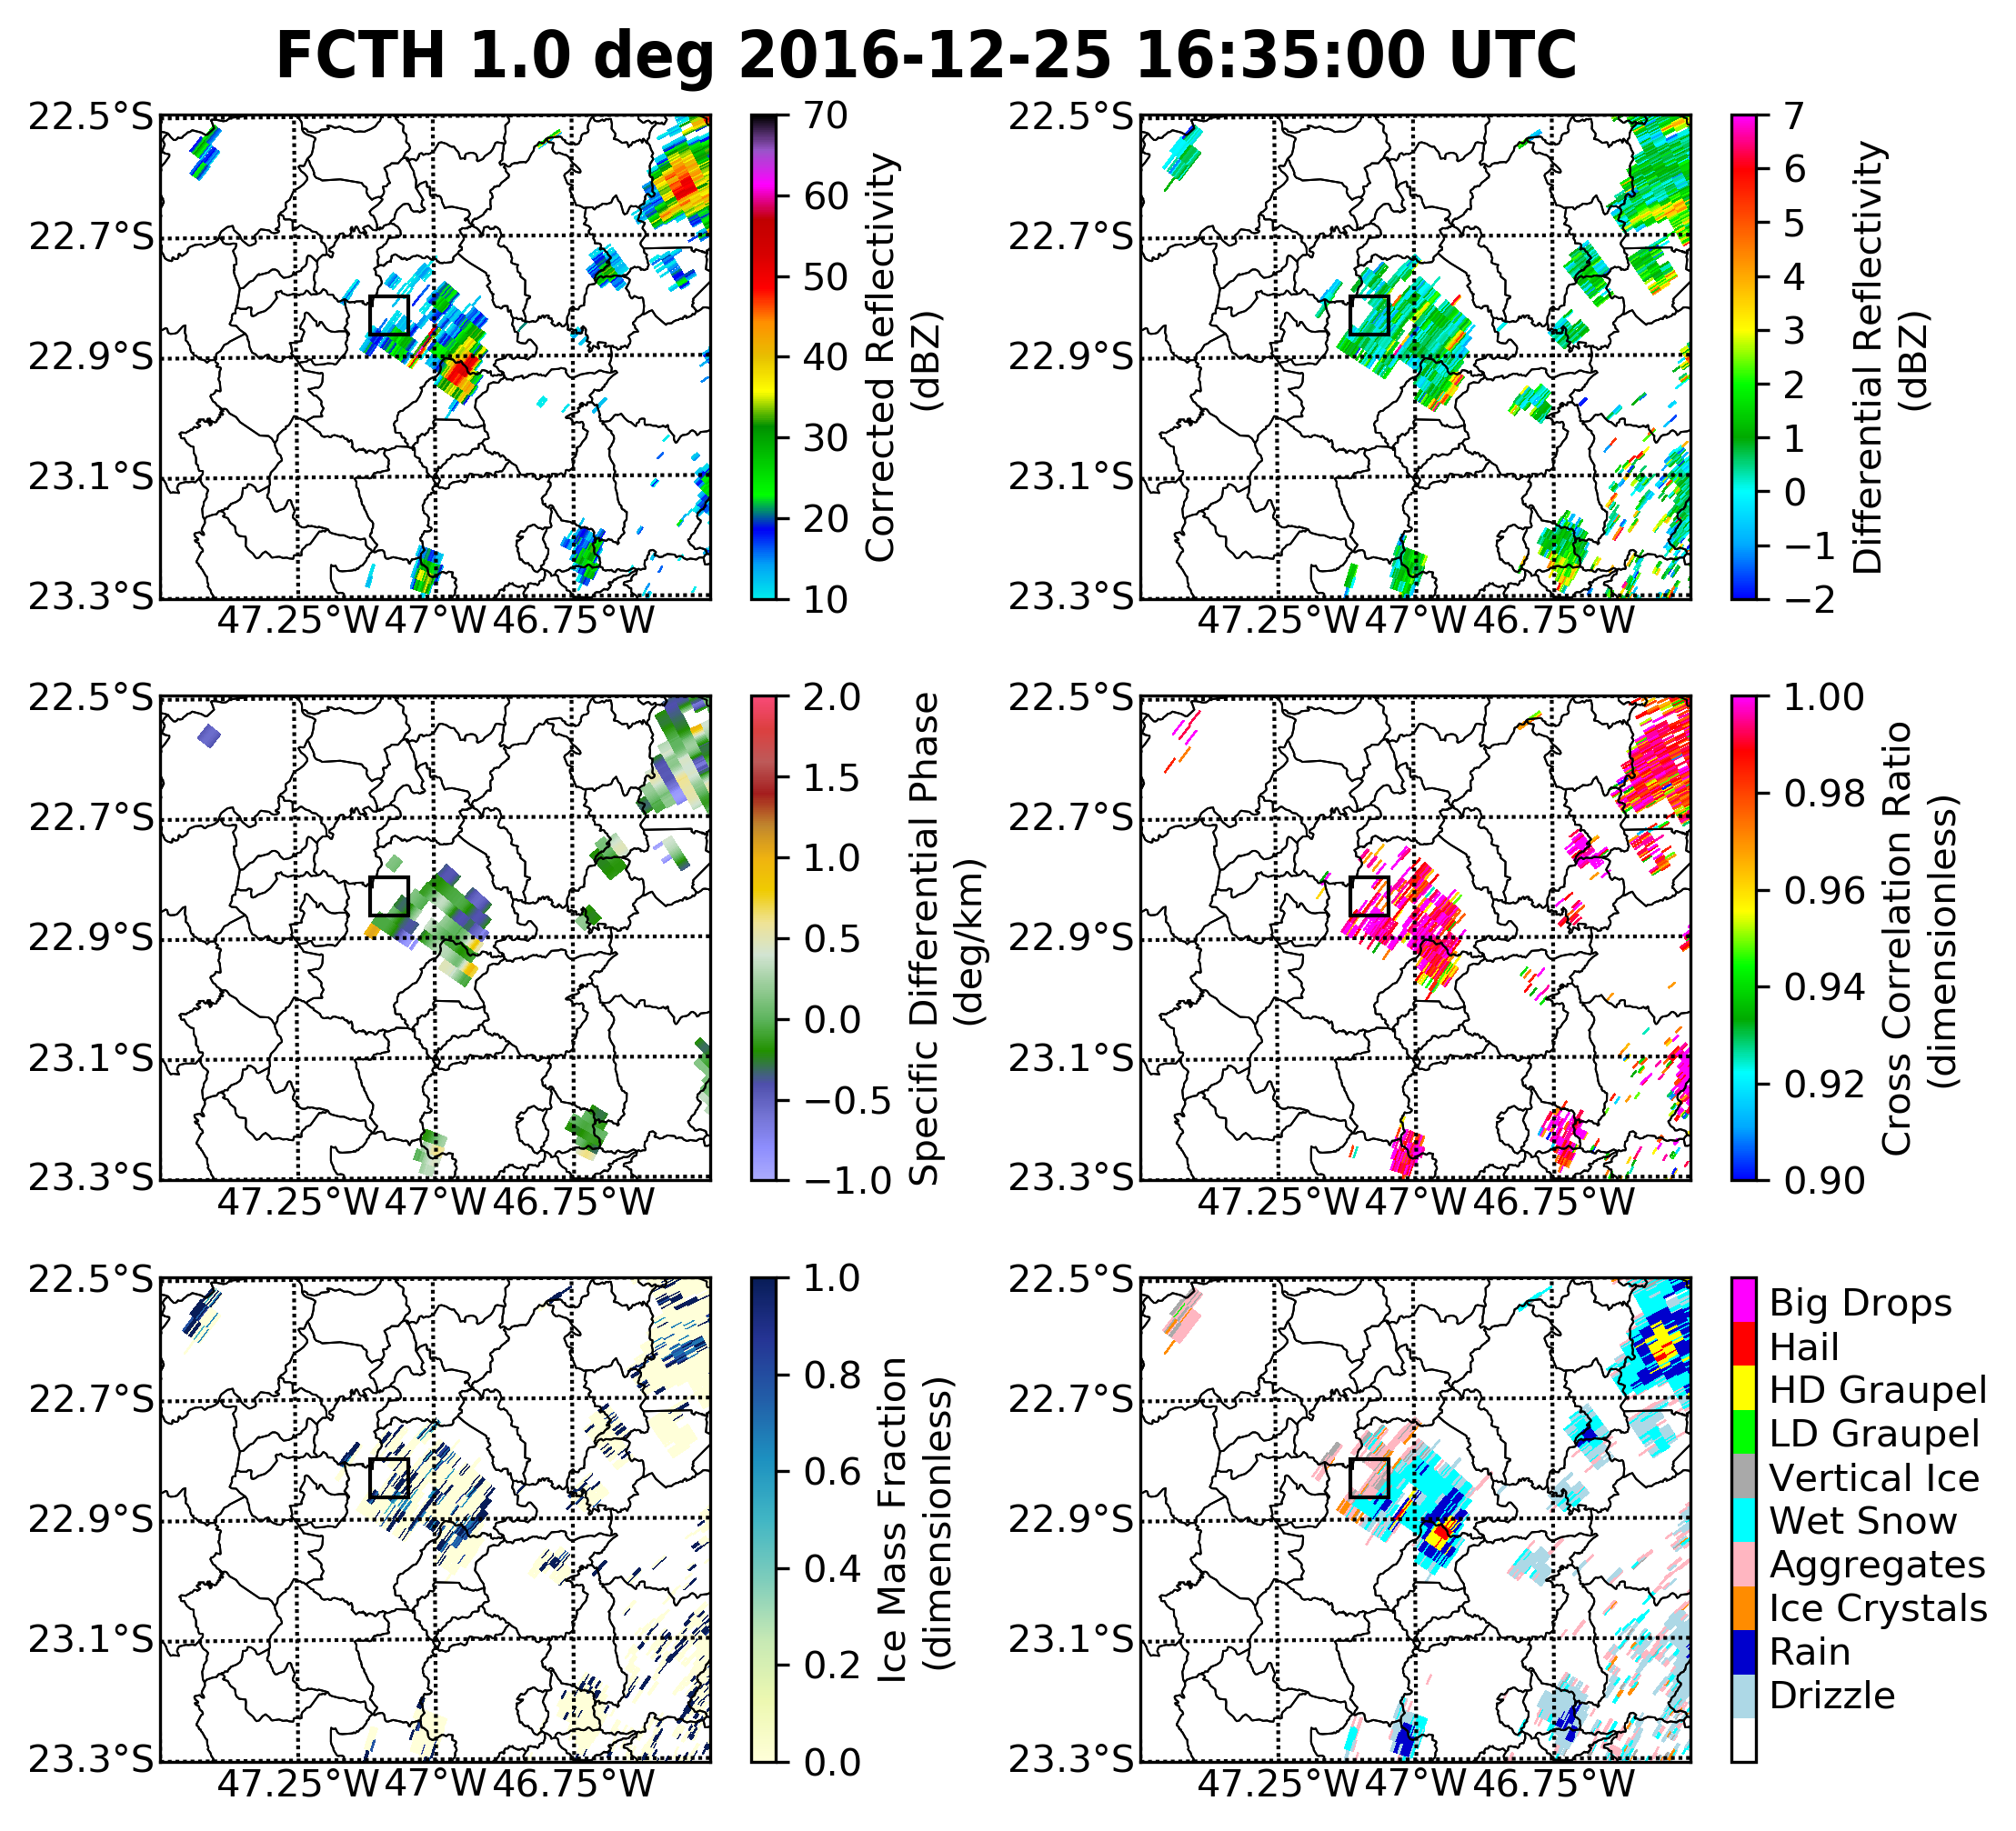 FCTH 1.0 deg 2016-12-25 16:35:00 UTC
22.5°S
22.7°S
22.9°S
23.1°S
23.3°S
47.25°W 47°W 46.75°W
70
60
50
40
30
20
10
Corrected Reflectivity
(dBZ)
22.5°S
22.7°S
22.9°S
23.1°S
23.3°S
47.25°W 47°W 46.75°W
7
6
5
4
3
2
1
0
−1
−2
Differential Reflectivity
(dBZ)
22.5°S
22.7°S
22.9°S
23.1°S
23.3°S
47.25°W 47°W 46.75°W
2.0
1.5
1.0
0.5
0.0
−0.5
−1.0
Specific Differential Phase
(deg/km)
22.5°S
22.7°S
22.9°S
23.1°S
23.3°S
47.25°W 47°W 46.75°W
1.00
0.98
0.96
0.94
0.92
0.90
Cross Correlation Ratio
(dimensionless)
22.5°S
22.7°S
22.9°S
23.1°S
23.3°S
47.25°W 47°W 46.75°W
1.0
0.8
0.6
0.4
0.2
0.0
Ice Mass Fraction
(dimensionless)
22.5°S
22.7°S
22.9°S
23.1°S
23.3°S
47.25°W 47°W 46.75°W
Big Drops
Hail
HD Graupel
LD Graupel
Vertical Ice
Wet Snow
Aggregates
Ice Crystals
Rain
Drizzle